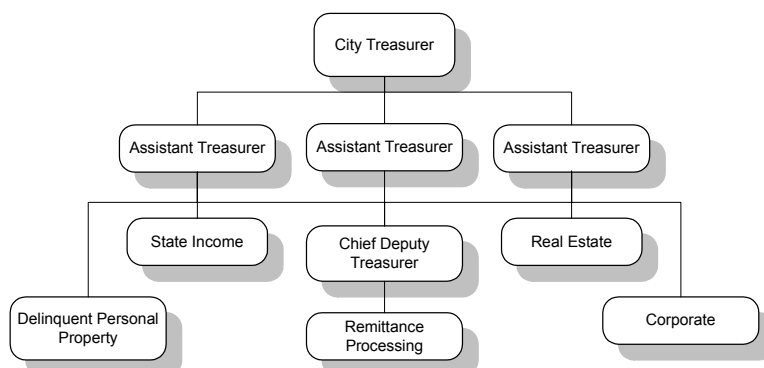 City Treasurer
Assistant Treasurer
Assistant Treasurer
Assistant Treasurer
State Income
Chief Deputy
Treasurer
Real Estate
Delinquent Personal
Property
Remittance
Processing
Corporate